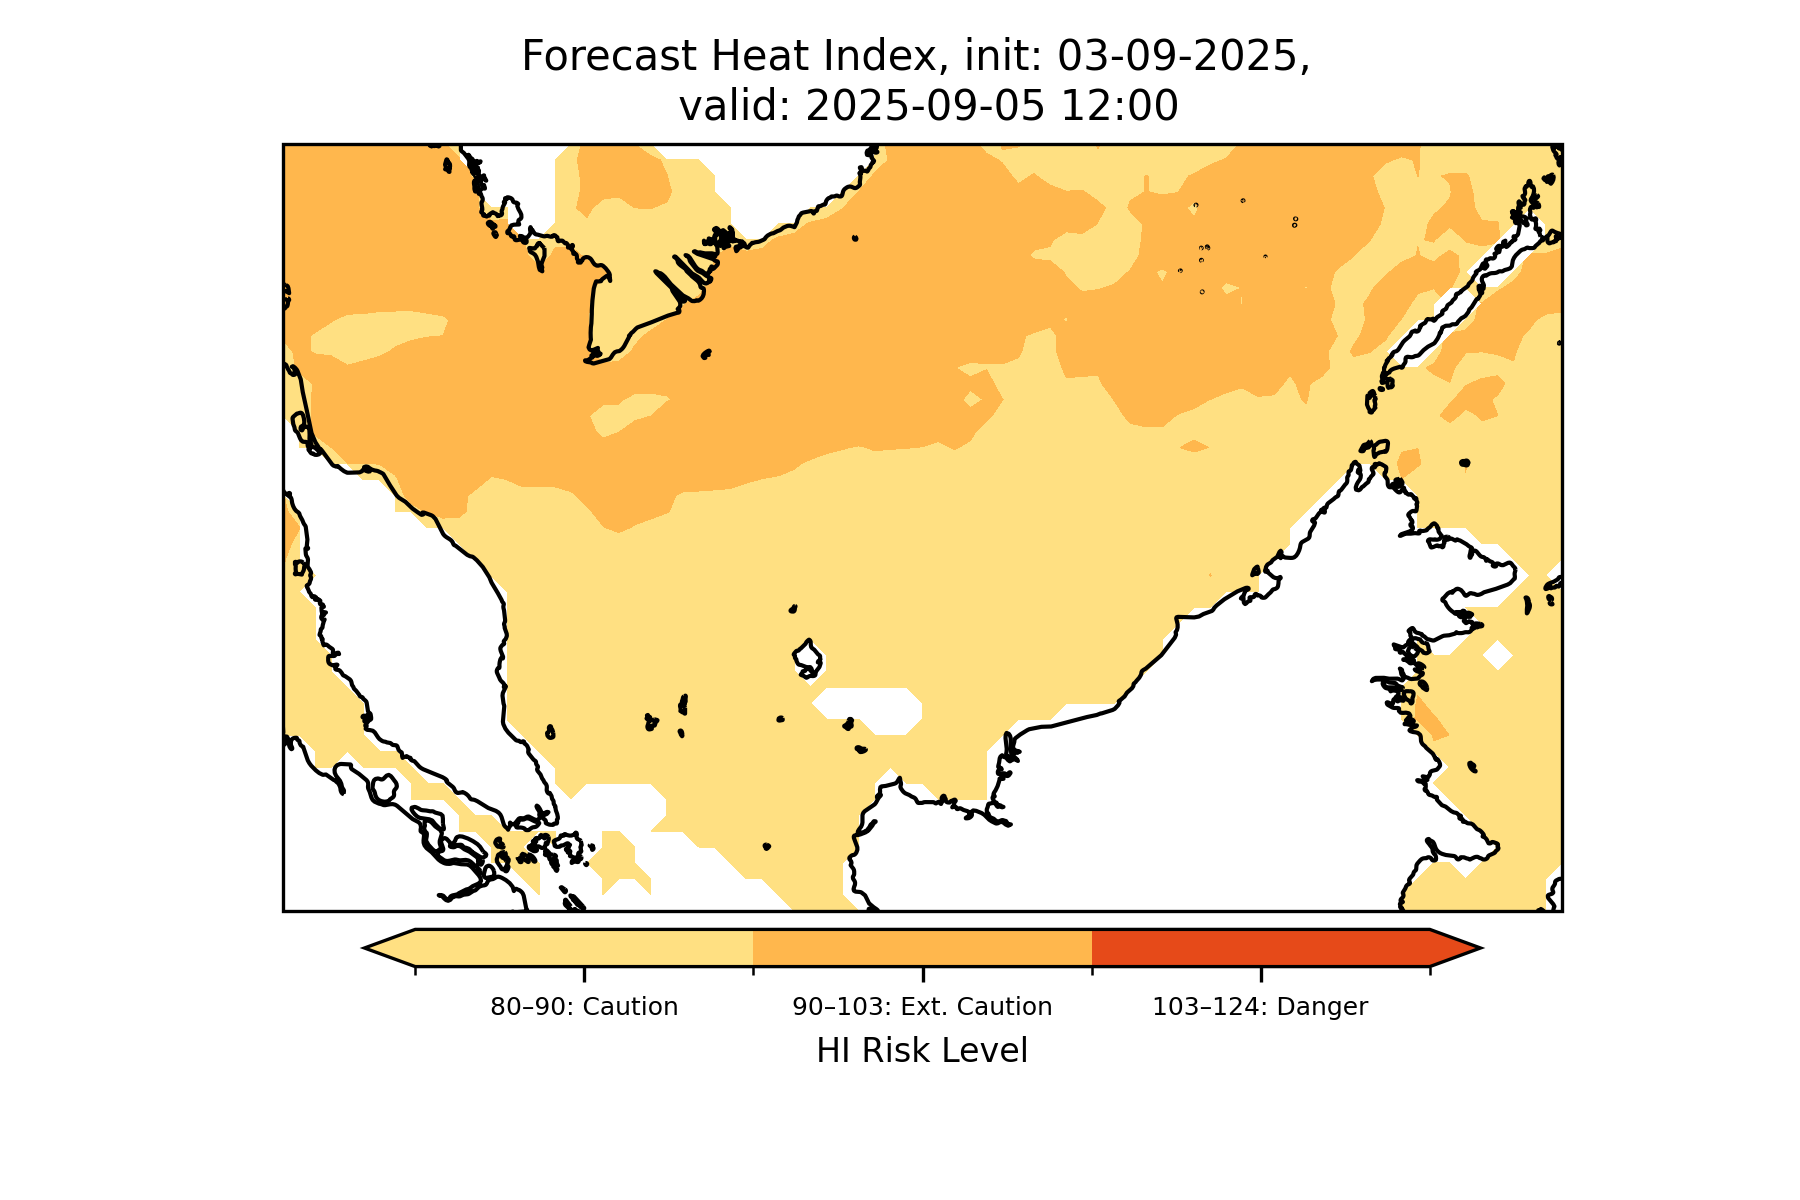 Forecast Heat Index, init: 03-09-2025,
valid: 2025-09-05 12:00
80–90: Caution
90–103: Ext. Caution
103–124: Danger
HI Risk Level